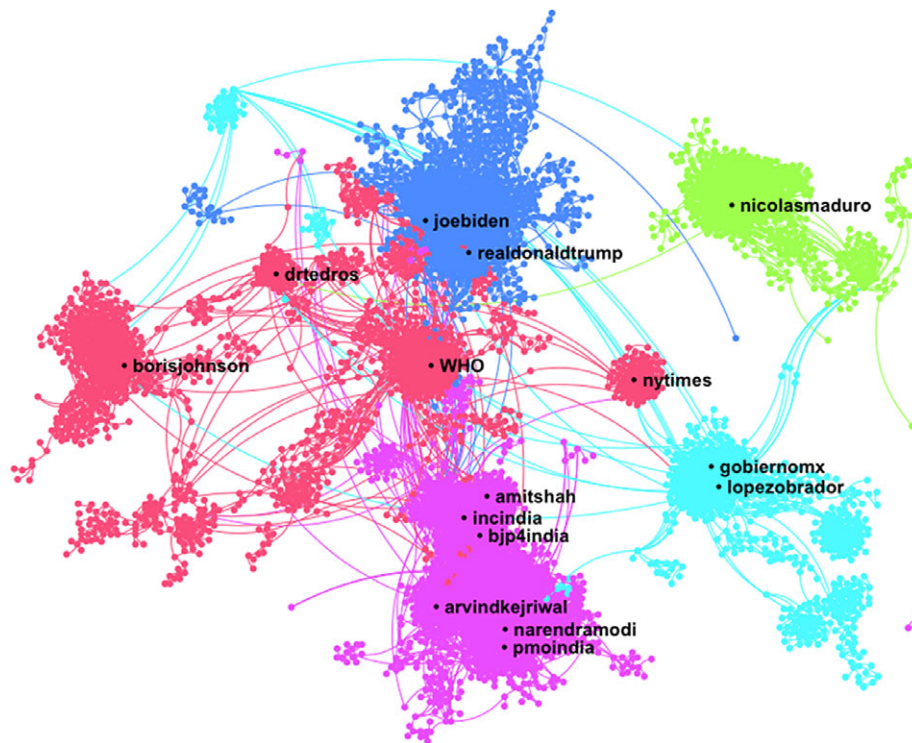 nicolasmaduro
joebiden
realdonaldtrump
drtedros
borisjohnson
WHO
nytimes
gobiernomx
lopezobrador
amitshah
incindia
bjp4india
arvindkejriwal
narendramodi
pmoindia